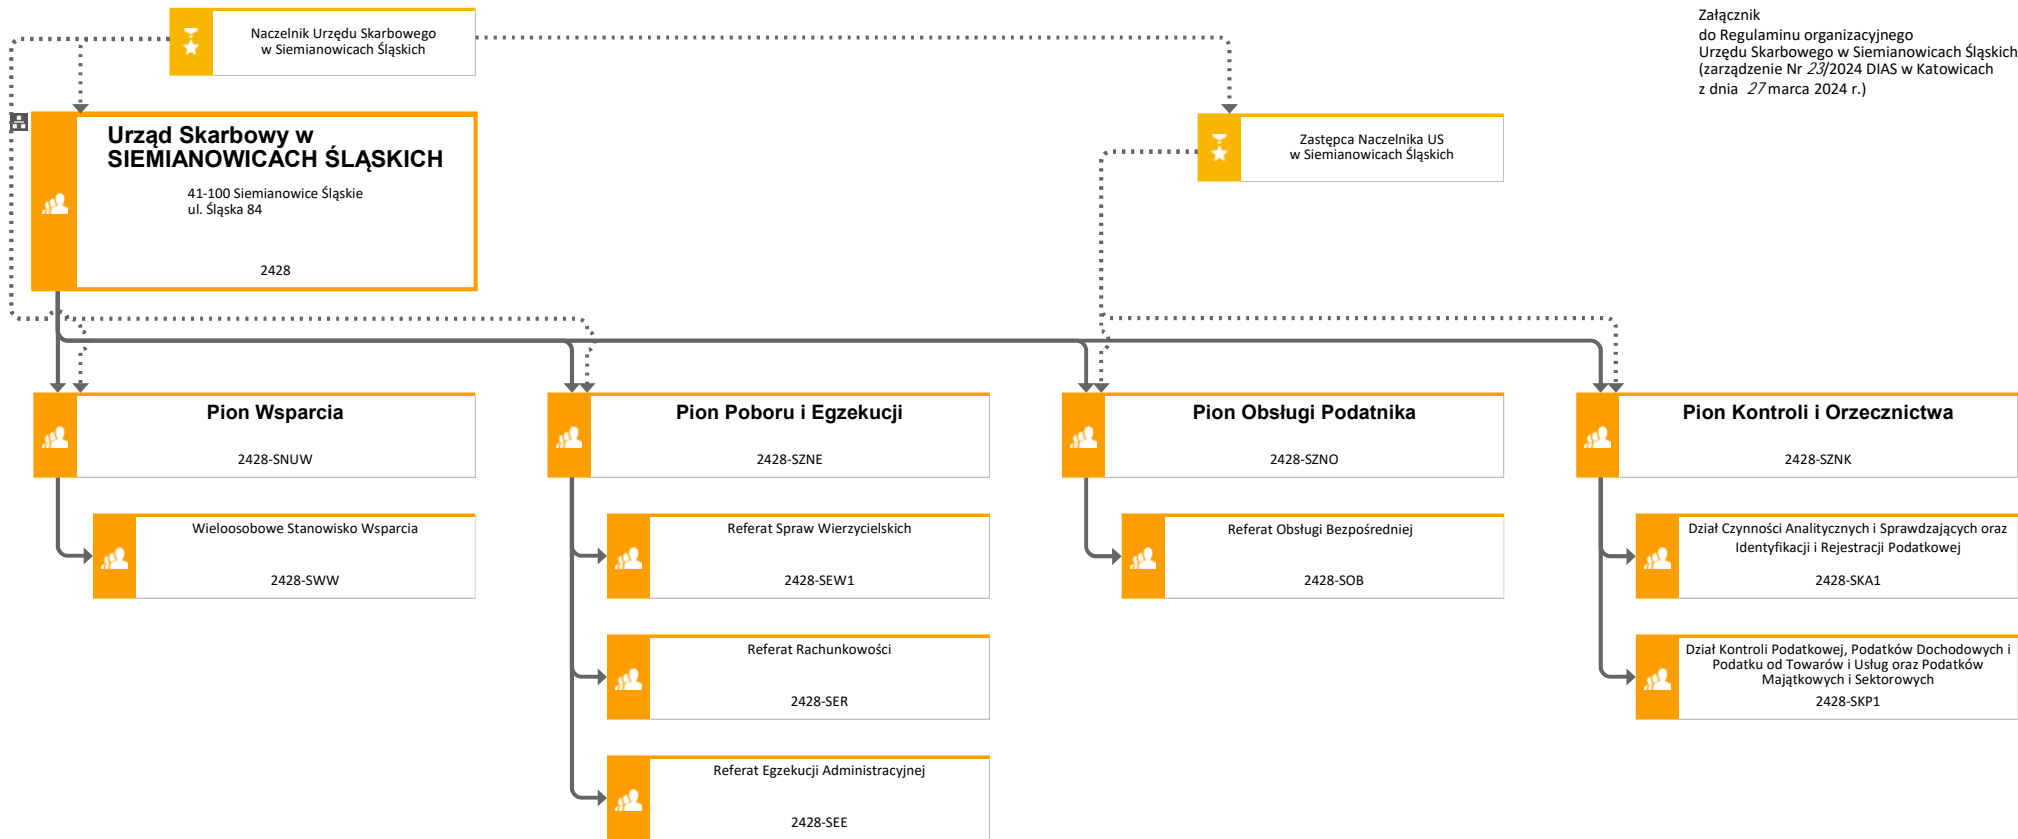 Załącznik
do Regulaminu organizacyjnego
Urzędu Skarbowego w Siemianowicach Śląskich
(zarządzenie Nr 23/2024 DIAS w Katowicach
z dnia 27 marca 2024 r.)
Naczelnik Urzędu Skarbowego
w Siemianowicach Śląskich
Urząd Skarbowy w
SIEMIANOWICACH ŚLĄSKICH
41-100 Siemianowice Śląskie
ul. Śląska 84
2428
Zastępca Naczelnika US
w Siemianowicach Śląskich
Pion Wsparcia
2428-SNUW
Wieloosobowe Stanowisko Wsparcia
2428-SWW
Pion Poboru i Egzekucji
2428-SZNE
Referat Spraw Wierzycielskich
2428-SEW1
Referat Rachunkowości
2428-SER
Referat Egzekucji Administracyjnej
2428-SEE
Pion Obsługi Podatnika
2428-SZNO
Referat Obsługi Bezpośredniej
2428-SOB
Pion Kontroli i Orzecznictwa
2428-SZNK
Dział Czynności Analitycznych i Sprawdzających oraz
Identyfikacji i Rejestracji Podatkowej
2428-SKA1
Dział Kontroli Podatkowej, Podatków Dochodowych i
Podatku od Towarów i Usług oraz Podatków
Majątkowych i Sektorowych
2428-SKP1